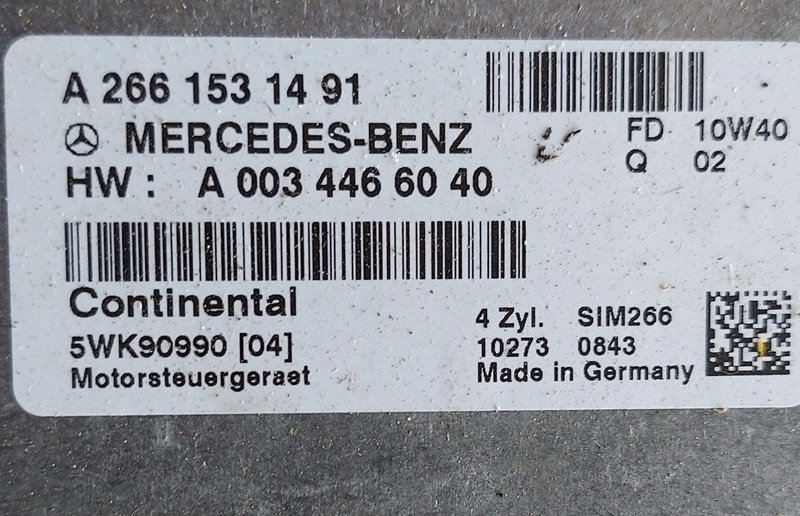 A 266 153 14 91
MERCEDES-BENZ
HW : A 003 446 60 40
FD 10W40
Q 02
Continental
5WK90990 [04]
Motorsteuergeraet
4 Zyl. SIM266
10273 0843
Made in Germany